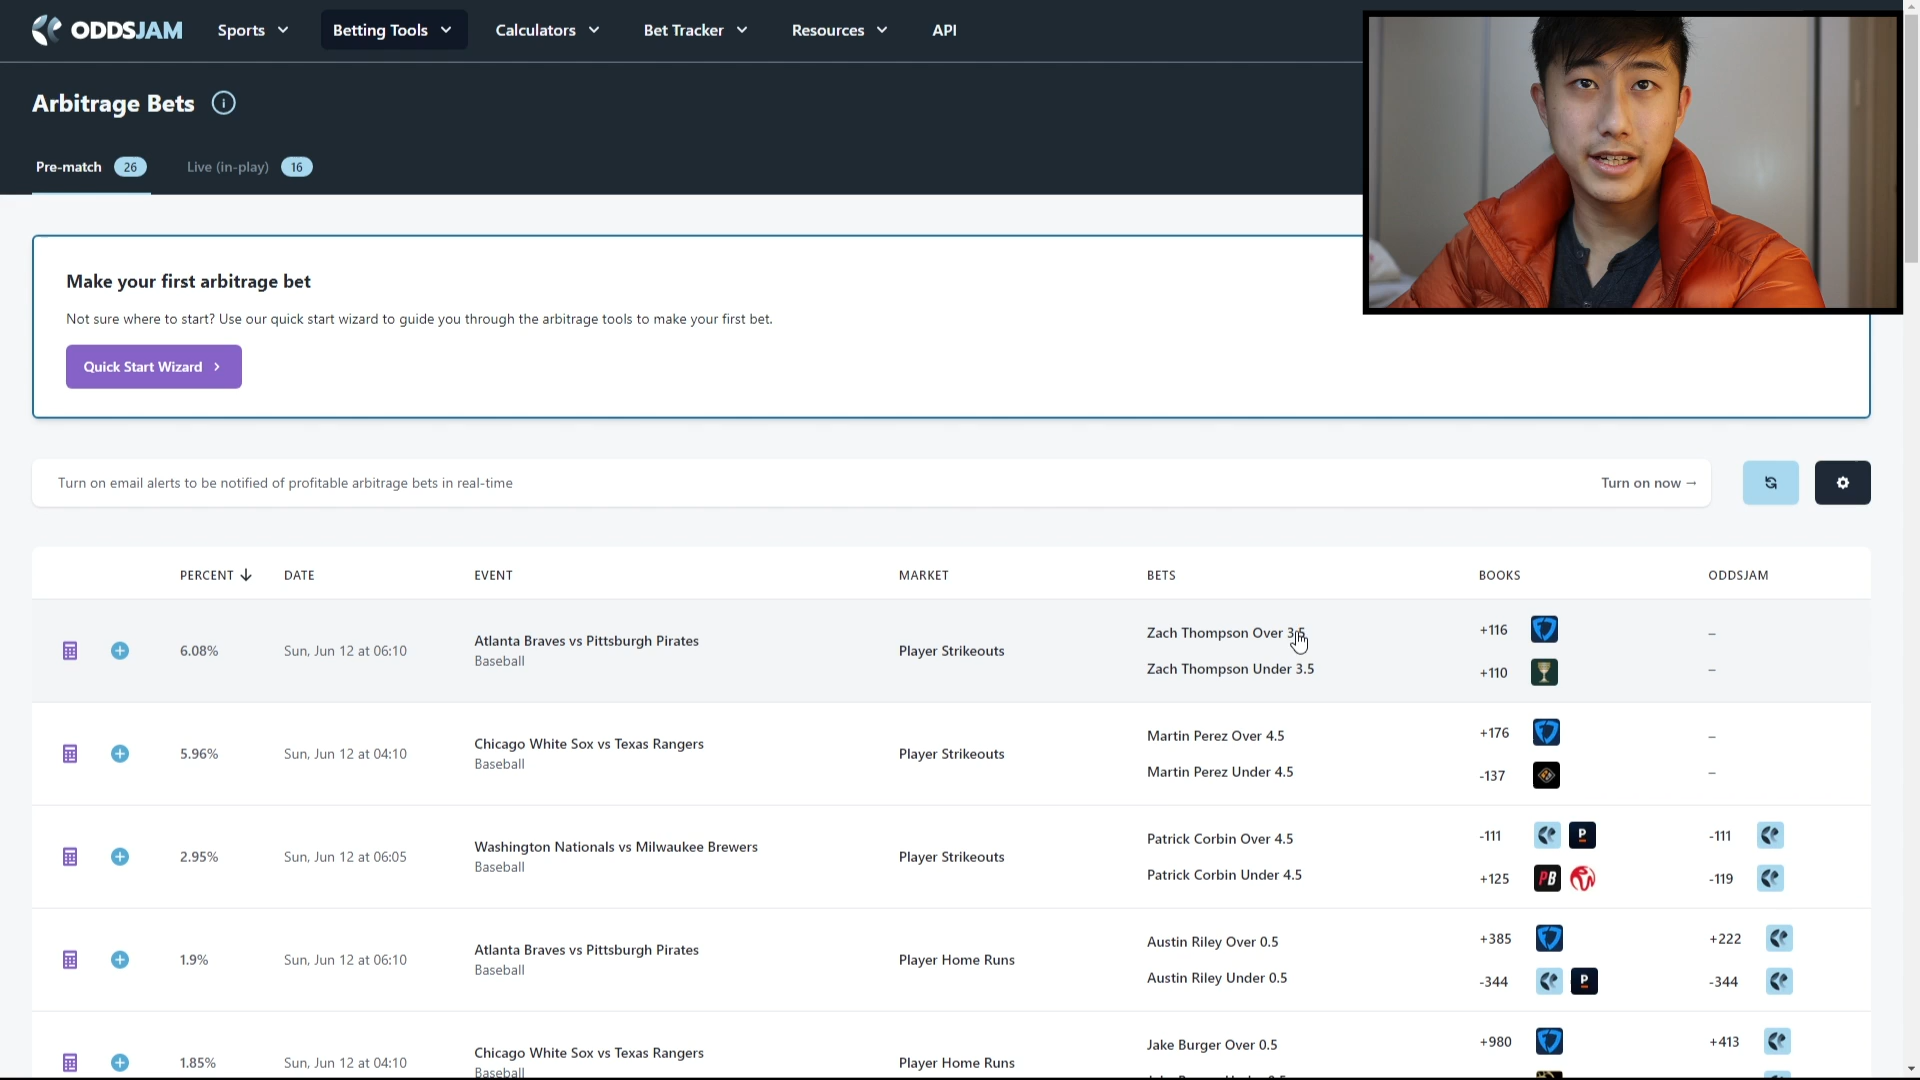 ODDSJAM
Sports
Betting Tools
Calculators
Bet Tracker
Resources
API
Arbitrage Bets
Pre-match 26
Live (in-play) 16
Make your first arbitrage bet
Not sure where to start? Use our quick start wizard to guide you through the arbitrage tools to make your first bet.
Quick Start Wizard
Turn on email alerts to be notified of profitable arbitrage bets in real-time
Turn on now →
PERCENT DATE EVENT MARKET BETS BOOKS ODDSJAM
6.08% Sun, Jun 12 at 06:10
Atlanta Braves vs Pittsburgh Pirates
Baseball
Player Strikeouts
Zach Thompson Over 3.5
Zach Thompson Under 3.5
+116
+110
–
–
5.96% Sun, Jun 12 at 04:10
Chicago White Sox vs Texas Rangers
Baseball
Player Strikeouts
Martin Perez Over 4.5
Martin Perez Under 4.5
+176
-137
–
–
2.95% Sun, Jun 12 at 06:05
Washington Nationals vs Milwaukee Brewers
Baseball
Player Strikeouts
Patrick Corbin Over 4.5
Patrick Corbin Under 4.5
-111 P
+125 PB
-111
-119
1.9% Sun, Jun 12 at 06:10
Atlanta Braves vs Pittsburgh Pirates
Baseball
Player Home Runs
Austin Riley Over 0.5
Austin Riley Under 0.5
+385
-344 P
+222
-344
1.85% Sun, Jun 12 at 04:10
Chicago White Sox vs Texas Rangers
Baseball
Player Home Runs
Jake Burger Over 0.5
+980
+413